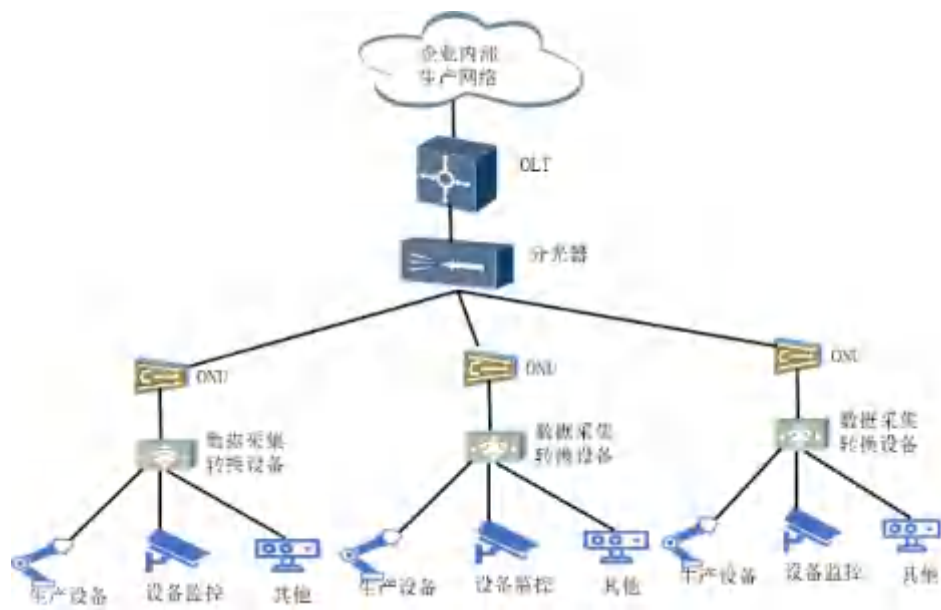 企业内部
生产网络
OLT
分光器
ONU
ONU
ONU
数据采集
转换设备
数据采集
转换设备
数据采集
转换设备
生产设备
设备监控
其他
生产设备
设备监控
其他
生产设备
设备监控
其他